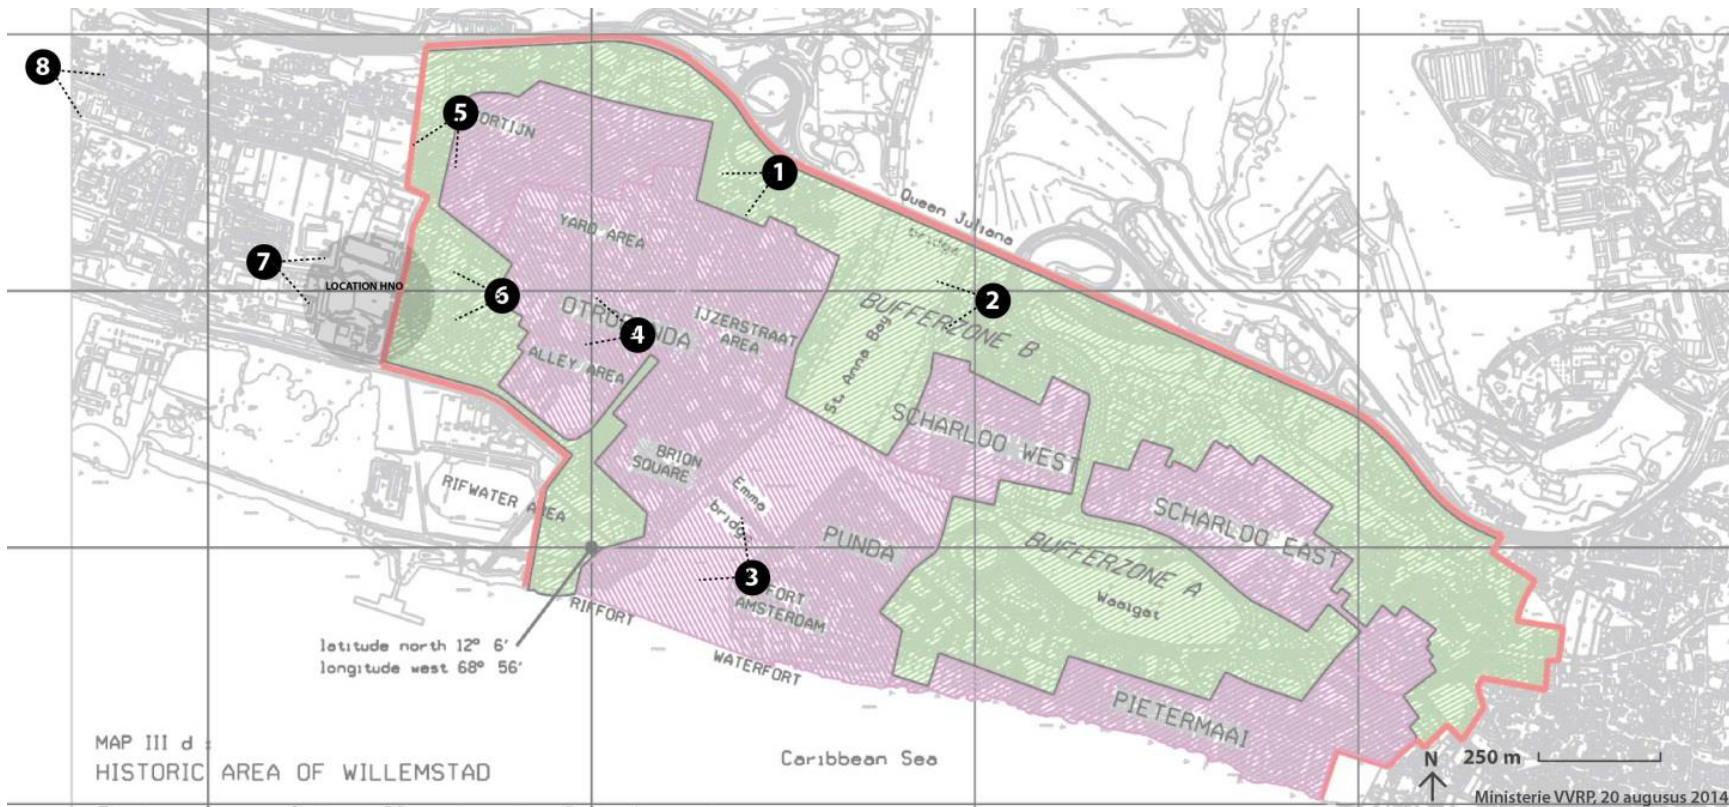 8
5
ORTIJN
1
Queen Juliana
bridge
YARD AREA
7
LOCATION HNO
6
2
OTROBANDA
4
IJZERSTRAAT
AREA
BUFFERZONE B
St. Anna Bay
ALLEY AREA
SCHARLOO WEST
BRION
SQUARE
Emma
bridg
RIFWATER AREA
PUNDA
SCHARLOO EAST
BUFFERZONE A
3
FORT
AMSTERDAM
Waaigat
RIFFORT
latitude north 12º 6'
longitude west 68º 56'
WATERFORT
PIETERMAAI
MAP III d :
HISTORIC AREA OF WILLEMSTAD
Caribbean Sea
N
250 m
Ministerie VVRP, 20 augusus 2014